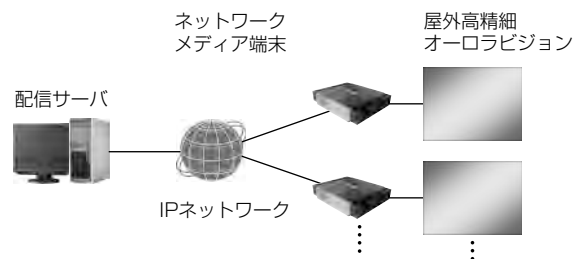 ネットワーク
メディア端末
屋外高精細
オーロラビジョン
配信サーバ
IPネットワーク